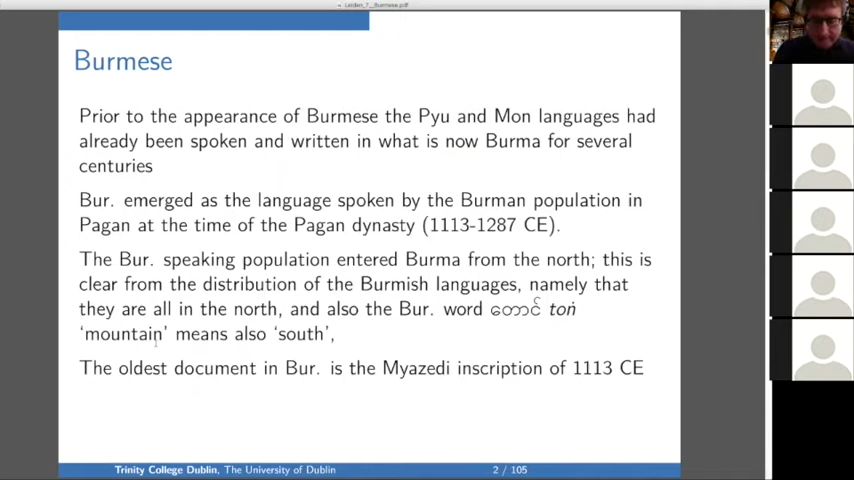 Leiden_7__Burmese.pdf
Burmese
Prior to the appearance of Burmese the Pyu and Mon languages had
already been spoken and written in what is now Burma for several
centuries
Bur. emerged as the language spoken by the Burman population in
Pagan at the time of the Pagan dynasty (1113-1287 CE).
The Bur. speaking population entered Burma from the north; this is
clear from the distribution of the Burmish languages, namely that
they are all in the north, and also the Bur. word တောင် toṅ
‘mountain’ means also ‘south’,
The oldest document in Bur. is the Myazedi inscription of 1113 CE
Trinity College Dublin, The University of Dublin 2 / 105